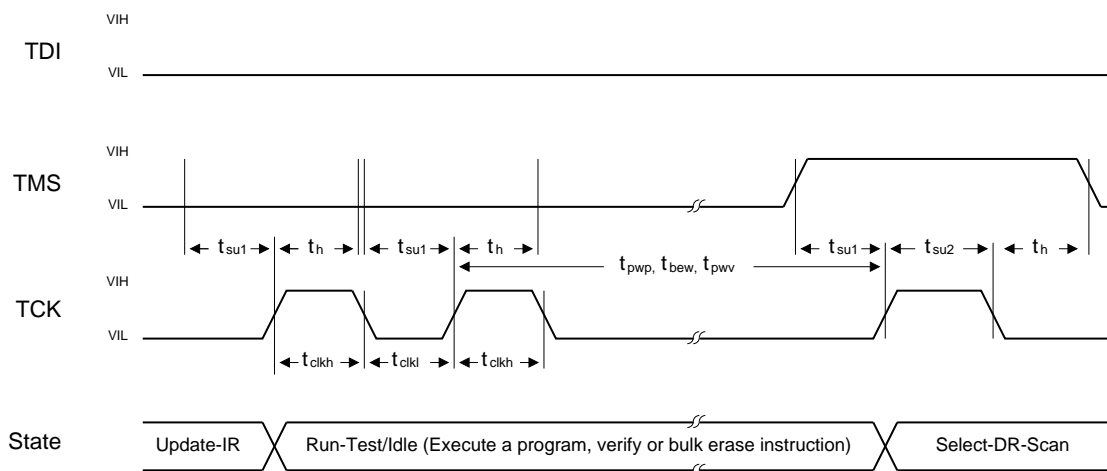 VIH
TDI
VIL
VIH
TMS
VIL
tsu1 th tsu1 th tsu1 tsu2 th
tpwp, tbew, tpwv
VIH
TCK
VIL
tclkh tclkl tclkh
State Update-IR Run-Test/Idle (Execute a program, verify or bulk erase instruction) Select-DR-Scan